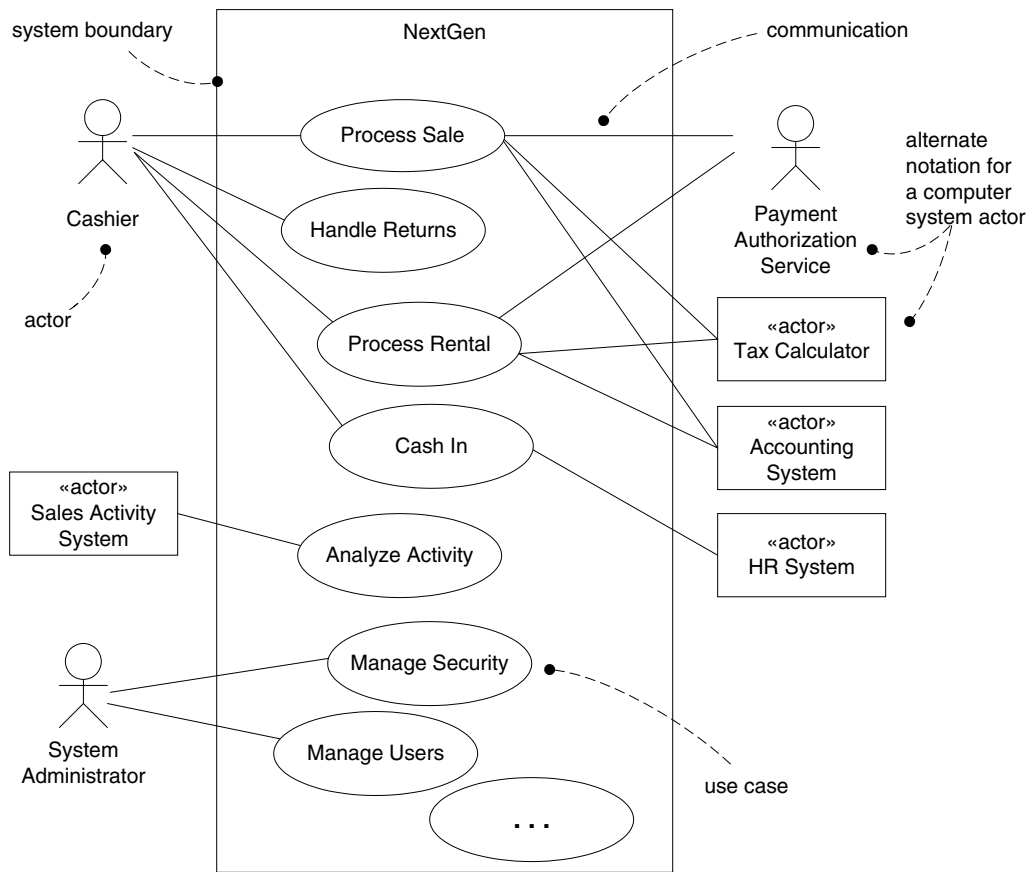 system boundary
NextGen
communication
Process Sale
alternate
notation for
a computer
system actor
Cashier
Handle Returns
Payment
Authorization
Service
actor
Process Rental
«actor»
Tax Calculator
Cash In
«actor»
Accounting
System
«actor»
Sales Activity
System
Analyze Activity
«actor»
HR System
Manage Security
System
Administrator
Manage Users
use case
...